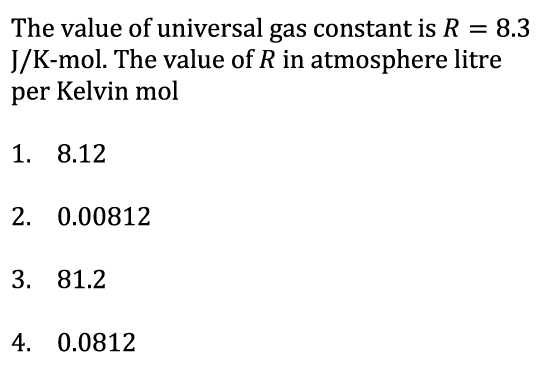 The value of universal gas constant is R = 8.3
J/K-mol. The value of R in atmosphere litre
per Kelvin mol
1. 8.12
2. 0.00812
3. 81.2
4. 0.0812